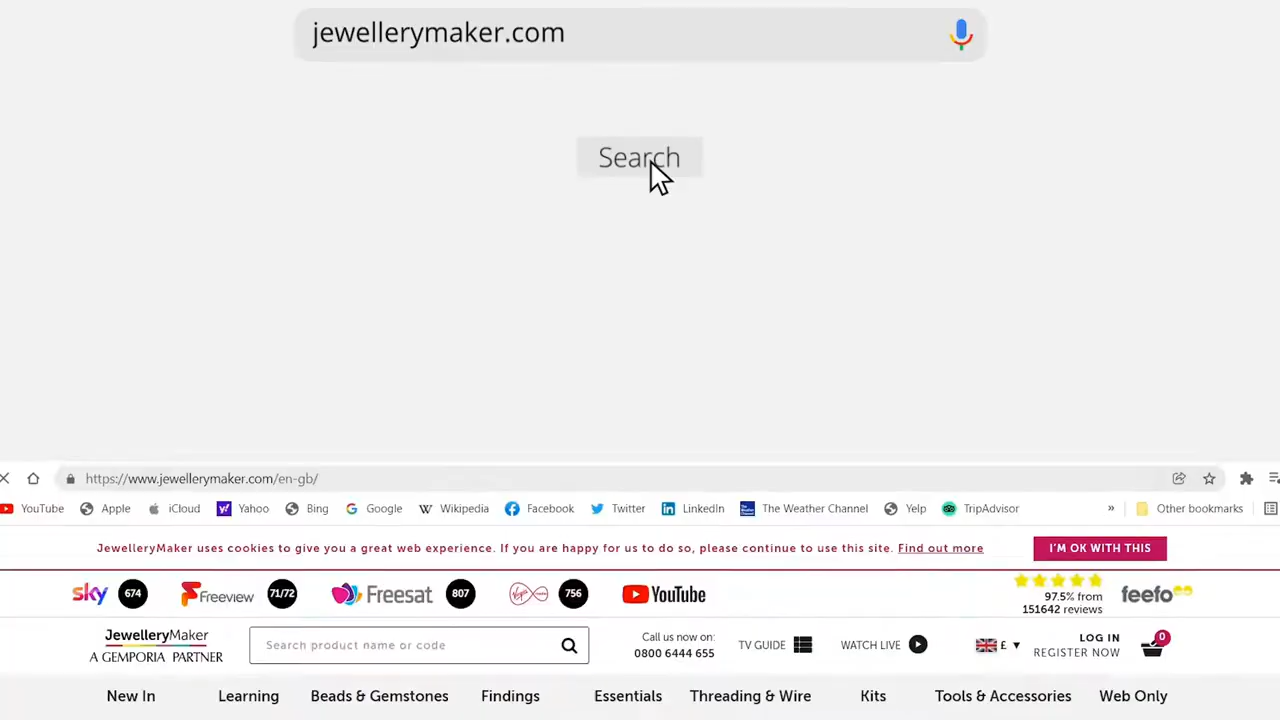 jewellerymaker.com
Search
https://www.jewellerymaker.com/en-gb/
YouTube Apple iCloud Yahoo Bing Google Wikipedia Facebook Twitter LinkedIn The Weather Channel Yelp TripAdvisor » Other bookmarks
JewelleryMaker uses cookies to give you a great web experience. If you are happy for us to do so, please continue to use this site. Find out more I'M OK WITH THIS
sky 674 Freeview 71/72 Freesat 807 Virgin media 756 YouTube 97.5% from feefo
151642 reviews
JewelleryMaker
A GEMPORIA PARTNER
Search product name or code
Call us now on:
0800 6444 655
TV GUIDE WATCH LIVE £ ▼
LOG IN
REGISTER NOW
0
New In Learning Beads & Gemstones Findings Essentials Threading & Wire Kits Tools & Accessories Web Only